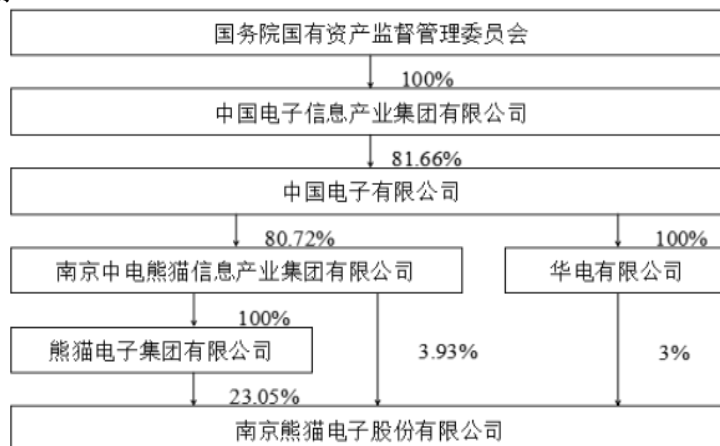 国务院国有资产监督管理委员会
100%
中国电子信息产业集团有限公司
81.66%
中国电子有限公司
80.72%
100%
南京中电熊猫信息产业集团有限公司
华电有限公司
100%
熊猫电子集团有限公司
3.93%
3%
23.05%
南京熊猫电子股份有限公司